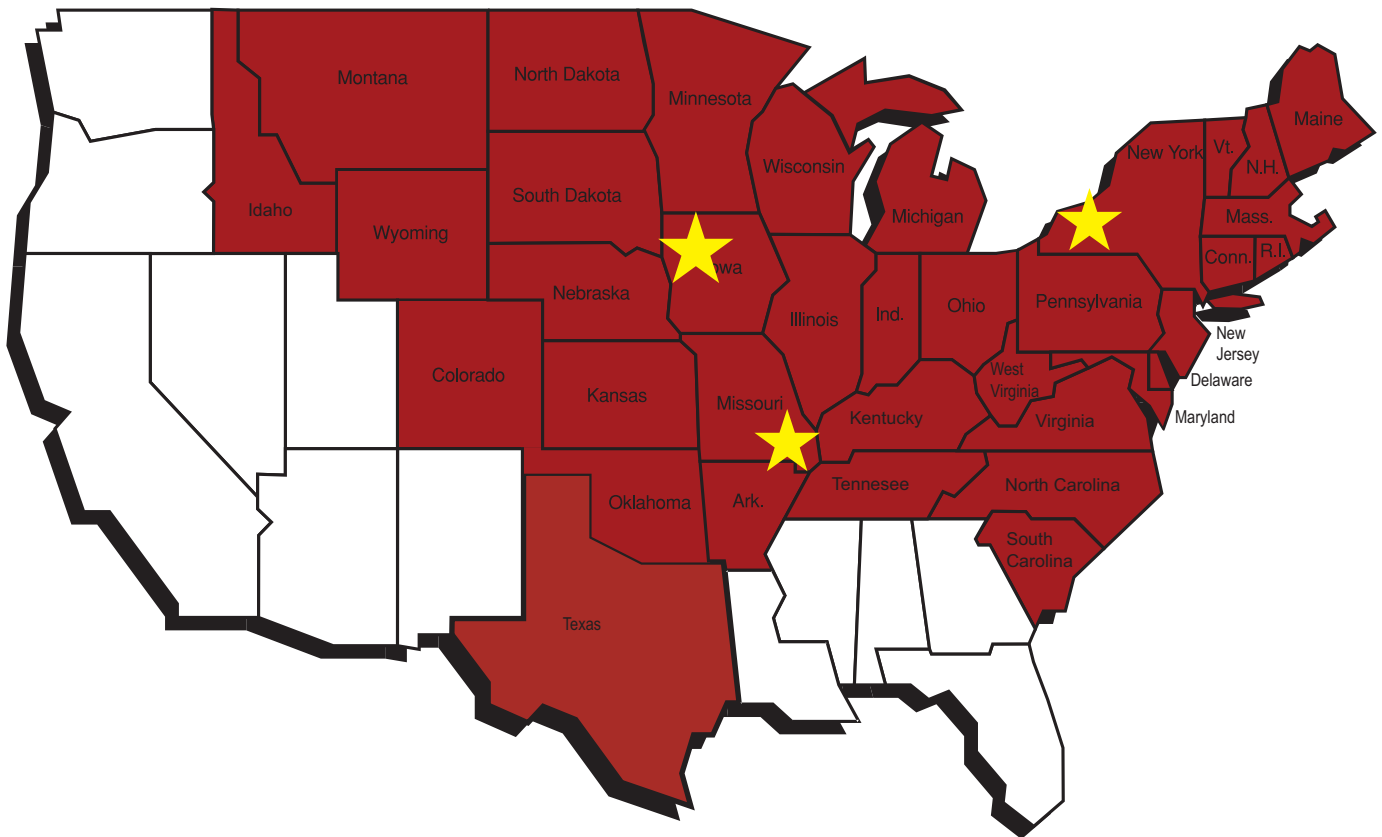 Montana
North Dakota
Minnesota
Maine
New York
Vt.
N.H.
Wisconsin
South Dakota
Idaho
Michigan
Mass.
Wyoming
owa
Conn.
R.I.
Nebraska
Pennsylvania
Illinois
Ind.
Ohio
New
Jersey
Colorado
Kansas
West
Virginia
Delaware
Missouri
Kentucky
Virginia
Maryland
Oklahoma
Ark.
Tennesee
North Carolina
South
Carolina
Texas